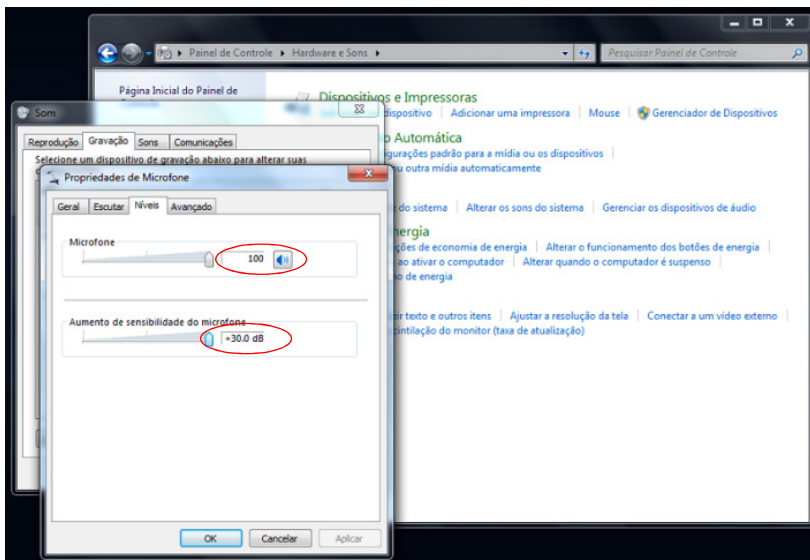 Painel de Controle ▸ Hardware e Sons ▸
Pesquisar Painel de Controle
Página Inicial do Painel de
Dispositivos e Impressoras
dispositivo | Adicionar uma impressora | Mouse | Gerenciador de Dispositivos
Automática
gurações padrão para a mídia ou os dispositivos |
ou outra mídia automaticamente
do sistema | Alterar os sons do sistema | Gerenciar os dispositivos de áudio
ções de economia de energia | Alterar o funcionamento dos botões de energia |
ao ativar o computador | Alterar quando o computador é suspenso |
de energia
texto e outros itens | Ajustar a resolução da tela | Conectar a um vídeo externo |
cintilação do monitor (taxa de atualização)
Som
Reprodução Gravação Sons Comunicações
Selecione um dispositivo de gravação abaixo para alterar suas
Propriedades de Microfone
Geral Escutar Níveis Avançado
Microfone
100
Aumento de sensibilidade do microfone
+30.0 dB
OK Cancelar Aplicar